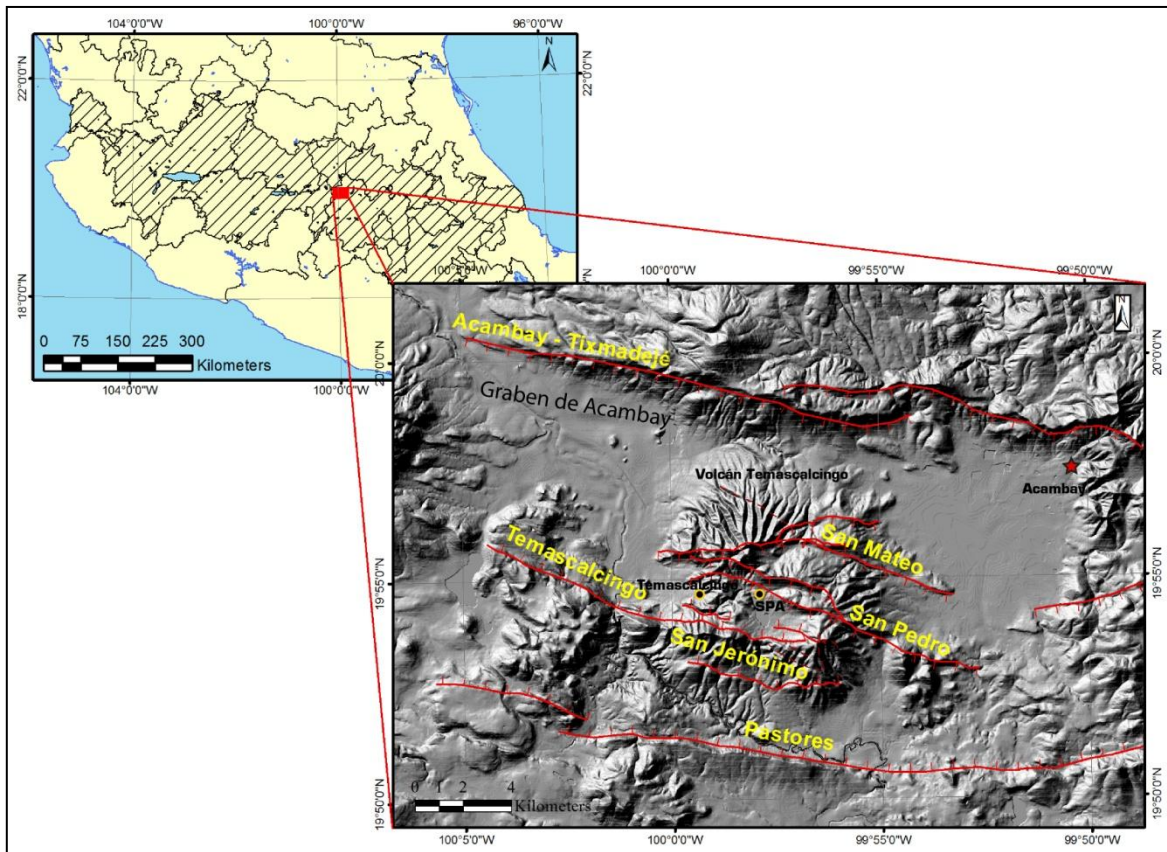 104°0'0"W 100°0'0"W 96°0'0"W
N
22°0'0"N 22°0'0"N
18°0'0"N
0 75 150 225 300
Kilometers
104°0'0"W 100°0'0"W
100°5'0"W 100°0'0"W 99°55'0"W 99°50'0"W
N
20°0'0"N 20°0'0"N
Acambay - Tixmadejé
Graben de Acambay
Volcán Temascalcingo
Acambay
San Mateo
Temascalcingo
19°55'0"N 19°55'0"N
SPA
San Pedro
San Jerónimo
Pastores
0 1 2 4
Kilometers
19°50'0"N 19°50'0"N
100°5'0"W 100°0'0"W 99°55'0"W 99°50'0"W